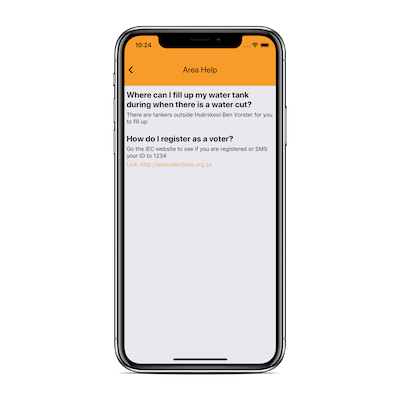 10:24
Area Help
Where can I fill up my water tank
during when there is a water cut?
There are tankers outside Hoërskool Ben Vorster for you
to fill up
How do I register as a voter?
Go the IEC website to see if you are registered or SMS
your ID to 1234
Link: http://www.elections.org.za